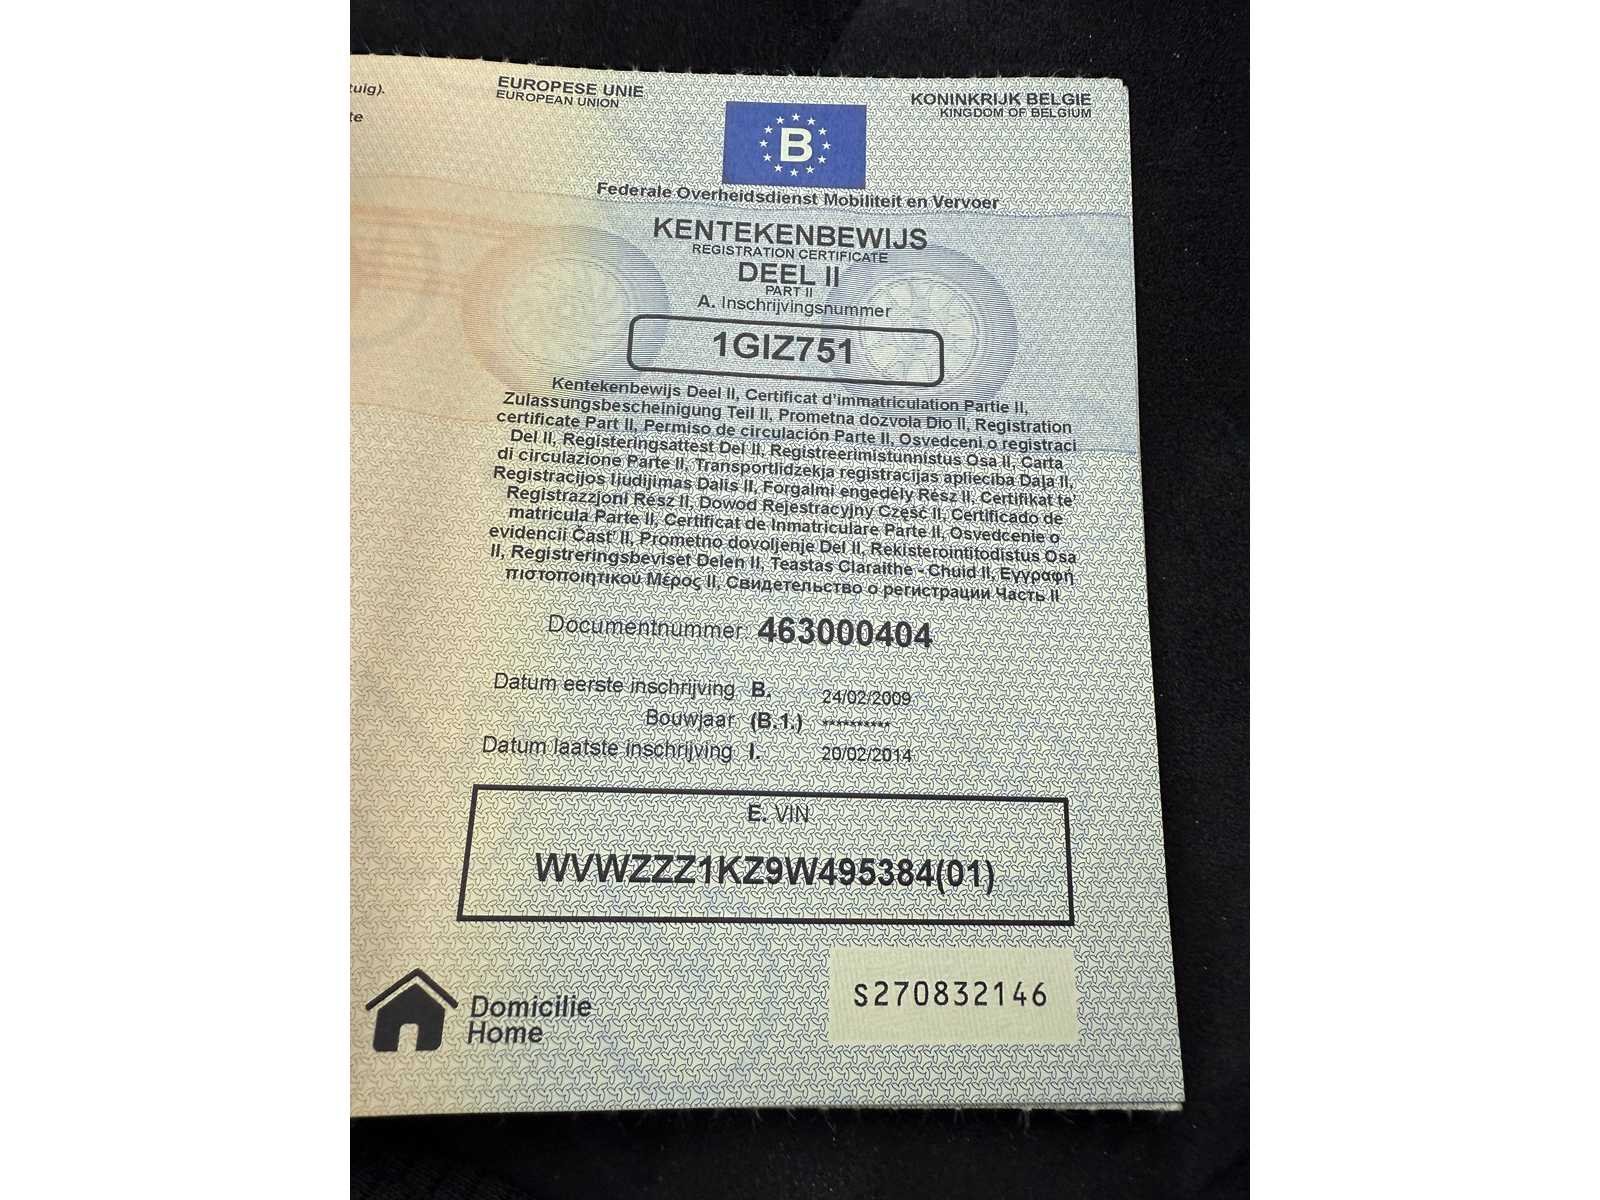 tuig).
te
EUROPESE UNIE
EUROPEAN UNION
KONINKRIJK BELGIE
KINGDOM OF BELGIUM
B
Federale Overheidsdienst Mobiliteit en Vervoer
KENTEKENBEWIJS
REGISTRATION CERTIFICATE
DEEL II
PART II
A. Inschrijvingsnummer
1GIZ751
Kentekenbewijs Deel II, Certificat d'immatriculation Partie II,
Zulassungsbescheinigung Teil II, Prometna dozvola Dio II, Registration
certificate Part II, Permiso de circulación Parte II, Osvedceni o registraci
Del II, Registeringsattest Del II, Registreerimistunnistus Osa II, Carta
di circulazione Parte II, Transportlidzekja registracijas aplieciba Daļa II,
Registracijos liudijimas Dalis II, Forgalmi engedély Rész II, Certifikat te'
Registrazzjoni Rész II, Dowod Rejestracyjny Część II, Certificado de
matricula Parte II, Certificat de Inmatriculare Parte II, Osvedcenie o
evidencii Časť II, Prometno dovoljenje Del II, Rekisterointitodistus Osa
II, Registreringsbeviset Delen II, Teastas Claraithe - Chuid II, Εγγραφη
πιστοποιητικού Μέρος II, Свидетельство о регистрации Часть II
Documentnummer: 463000404
Datum eerste inschrijving B. 24/02/2009
Bouwjaar (B.1.) **********
Datum laatste inschrijving I. 20/02/2014
E. VIN
WVWZZZ1KZ9W495384(01)
Domicilie
Home
S270832146